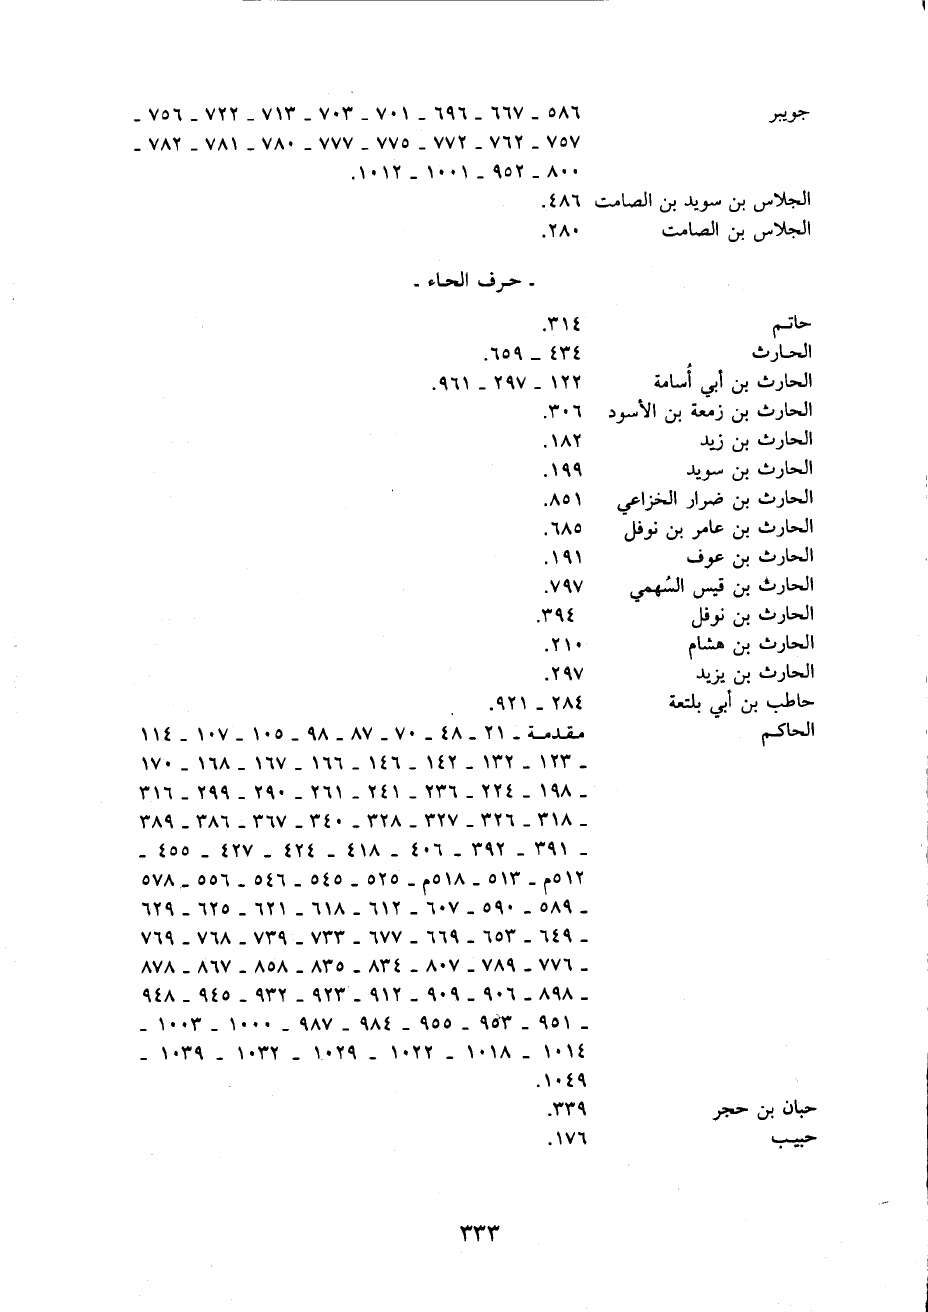 جويبر ٥٨٦ ـ ٦٦٧ ـ ٦٩٦ ـ ٧٠١ ـ ٧٠٣ ـ ٧١٣ ـ ٧٢٢ ـ ٧٥٦ ـ
٧٥٧ ـ ٧٦٢ ـ ٧٧٢ ـ ٧٧٥ ـ ٧٧٧ ـ ٧٨٠ ـ ٧٨١ ـ ٧٨٢ ـ
٨٠٠ ـ ٩٥٢ ـ ١٠٠١ ـ ١٠١٢.
الجلاس بن سويد بن الصامت ٤٨٦.
الجلاس بن الصامت ٢٨٠.
ـ حرف الحاء ـ
حاتم ٣١٤.
الحارث ٤٣٤ ـ ٦٥٩.
الحارث بن أبي أُسامة ١٢٢ ـ ٢٩٧ ـ ٩٦١.
الحارث بن زمعة بن الأسود ٣٠٦.
الحارث بن زيد ١٨٢.
الحارث بن سويد ١٩٩.
الحارث بن ضرار الخزاعي ٨٥١.
الحارث بن عامر بن نوفل ٦٨٥.
الحارث بن عوف ١٩١.
الحارث بن قيس السُهمي ٧٩٧.
الحارث بن نوفل ٣٩٤.
الحارث بن هشام ٢١٠.
الحارث بن يزيد ٢٩٧.
حاطب بن أبي بلتعة ٢٨٤ ـ ٩٢١.
الحاكم مقدمة ـ ٢١ ـ ٤٨ ـ ٧٠ ـ ٨٧ ـ ٩٨ ـ ١٠٥ ـ ١٠٧ ـ ١١٤
ـ ١٢٣ ـ ١٣٢ ـ ١٤٢ ـ ١٤٦ ـ ١٦٦ ـ ١٦٧ ـ ١٦٨ ـ ١٧٠
ـ ١٩٨ ـ ٢٢٤ ـ ٢٣٦ ـ ٢٤١ ـ ٢٦١ ـ ٢٩٠ ـ ٢٩٩ ـ ٣١٦
ـ ٣١٨ ـ ٣٢٦ ـ ٣٢٧ ـ ٣٢٨ ـ ٣٤٠ ـ ٣٦٧ ـ ٣٨٦ ـ ٣٨٩
ـ ٣٩١ ـ ٣٩٢ ـ ٤٠٦ ـ ٤١٨ ـ ٤٢٤ ـ ٤٢٧ ـ ٤٥٥ ـ
٥١٢م ـ ٥١٣ ـ ٥١٨م ـ ٥٢٥ ـ ٥٤٥ ـ ٥٤٦ ـ ٥٥٦ ـ ٥٧٨
ـ ٥٨٩ ـ ٥٩٠ ـ ٦٠٧ ـ ٦١٢ ـ ٦١٨ ـ ٦٢١ ـ ٦٢٥ ـ ٦٢٩
ـ ٦٤٩ ـ ٦٥٣ ـ ٦٦٩ ـ ٦٧٧ ـ ٧٣٣ ـ ٧٣٩ ـ ٧٦٨ ـ ٧٦٩
ـ ٧٧٦ ـ ٧٨٩ ـ ٨٠٧ ـ ٨٣٤ ـ ٨٣٥ ـ ٨٥٨ ـ ٨٦٧ ـ ٨٧٨
ـ ٨٩٨ ـ ٩٠٦ ـ ٩٠٩ ـ ٩١٢ ـ ٩٢٣ ـ ٩٣٢ ـ ٩٤٥ ـ ٩٤٨
ـ ٩٥١ ـ ٩٥٣ ـ ٩٥٥ ـ ٩٨٤ ـ ٩٨٧ ـ ١٠٠٠ ـ ١٠٠٣ ـ
١٠١٤ ـ ١٠١٨ ـ ١٠٢٢ ـ ١٠٢٩ ـ ١٠٣٢ ـ ١٠٣٩ ـ
١٠٤٩.
حبان بن حجر ٣٣٩.
حبيب ١٧٦.
٣٣٣